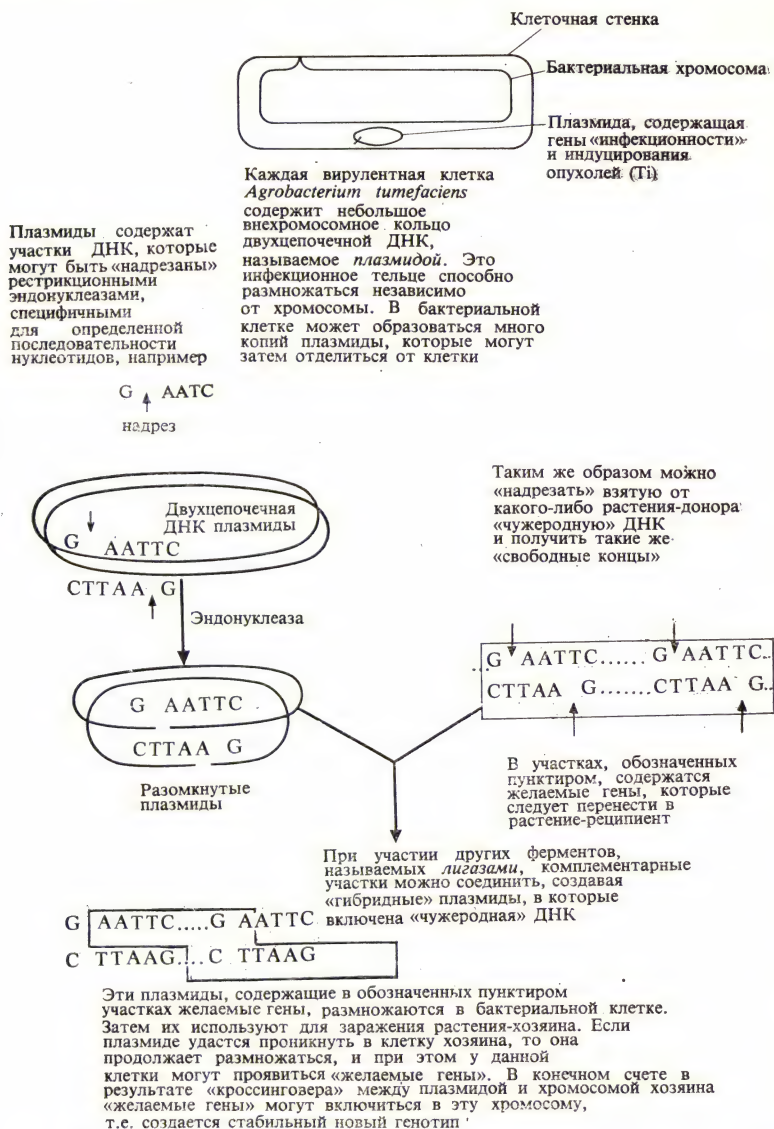 Клеточная стенка
Бактериальная хромосома
Плазмида, содержащая
гены «инфекционности»
и индуцирования
опухолей (Ti)
Каждая вирулентная клетка
Agrobacterium tumefaciens
содержит небольшое
внехромосомное кольцо
двухцепочечной ДНК,
называемое плазмидой. Это
инфекционное тельце способно
размножаться независимо
от хромосомы. В бактериальной
клетке может образоваться много
копий плазмиды, которые могут
затем отделиться от клетки
Плазмиды содержат
участки ДНК, которые
могут быть «надрезаны»
рестрикционными
эндонуклеазами,
специфичными
для определенной
последовательности
нуклеотидов, например
G AATC
надрез
Двухцепочечная
ДНК плазмиды
G AATTC
CTTAA G
Эндонуклеаза
G AATTC
CTTAA G
Разомкнутые
плазмиды
Таким же образом можно
«надрезать» взятую от
какого-либо растения-донора
«чужеродную» ДНК
и получить такие же
«свободные концы»
...G AATTC...... G AATTC...
CTTAA G.......CTTAA G..
В участках, обозначенных
пунктиром, содержатся
желаемые гены, которые
следует перенести в
растение-реципиент
При участии других ферментов,
называемых лигазами, комплементарные
участки можно соединить, создавая
«гибридные» плазмиды, в которые
включена «чужеродная» ДНК
G AATTC.....G AATTC
C TTAAG...C TTAAG
Эти плазмиды, содержащие в обозначенных пунктиром
участках желаемые гены, размножаются в бактериальной клетке.
Затем их используют для заражения растения-хозяина. Если
плазмиде удастся проникнуть в клетку хозяина, то она
продолжает размножаться, и при этом у данной
клетки могут проявиться «желаемые гены». В конечном счете в
результате «кроссинговера» между плазмидой и хромосомой хозяина
«желаемые гены» могут включиться в эту хромосому,
т.е. создается стабильный новый генотип